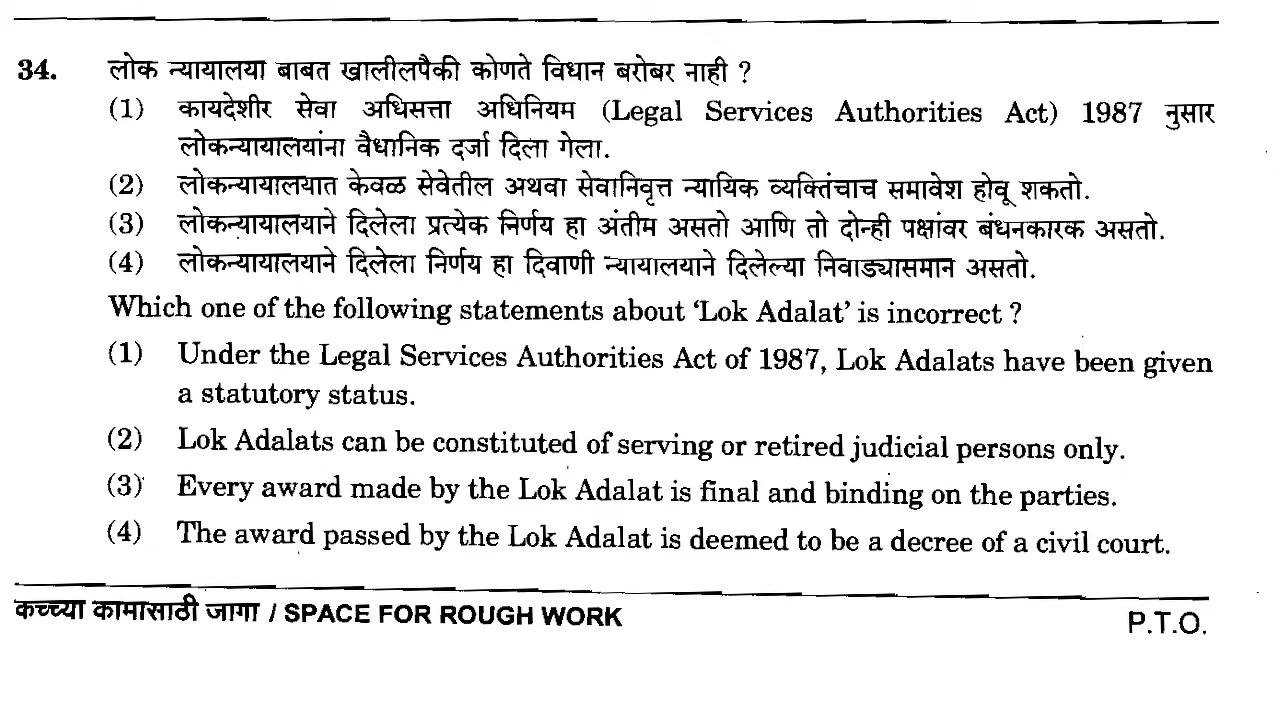 34. लोक न्यायालया बाबत खालीलपैकी कोणते विधान बरोबर नाही ?
(1) कायदेशीर सेवा अधिसत्ता अधिनियम (Legal Services Authorities Act) 1987 नुसार
लोकन्यायालयांना वैधानिक दर्जा दिला गेला.
(2) लोकन्यायालयात केवळ सेवेतील अथवा सेवानिवृत्त न्यायिक व्यक्तिंचाच समावेश होवू शकतो.
(3) लोकन्यायालयाने दिलेला प्रत्येक निर्णय हा अंतीम असतो आणि तो दोन्ही पक्षांवर बंधनकारक असतो.
(4) लोकन्यायालयाने दिलेला निर्णय हा दिवाणी न्यायालयाने दिलेल्या निवाड्यासमान असतो.
Which one of the following statements about ‘Lok Adalat’ is incorrect ?
(1) Under the Legal Services Authorities Act of 1987, Lok Adalats have been given
a statutory status.
(2) Lok Adalats can be constituted of serving or retired judicial persons only.
(3) Every award made by the Lok Adalat is final and binding on the parties.
(4) The award passed by the Lok Adalat is deemed to be a decree of a civil court.
कच्च्या कामासाठी जागा / SPACE FOR ROUGH WORK
P.T.O.